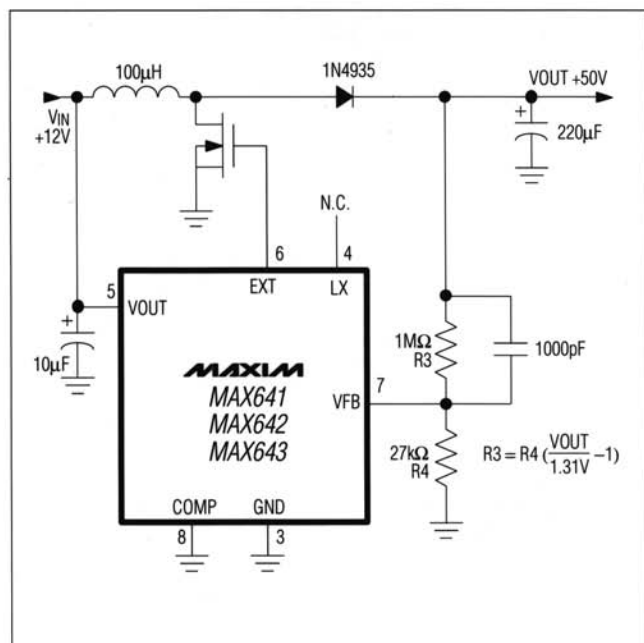 100µH
1N4935
VOUT +50V
VIN
+12V
+
220µF
N.C.
6
4
EXT
LX
5
VOUT
+
10µF
MAXIM
MAX641
MAX642
MAX643
1MΩ
R3
1000pF
7
VFB
27kΩ
R4
R3 = R4 (VOUT/1.31V −1)
COMP
GND
8
3